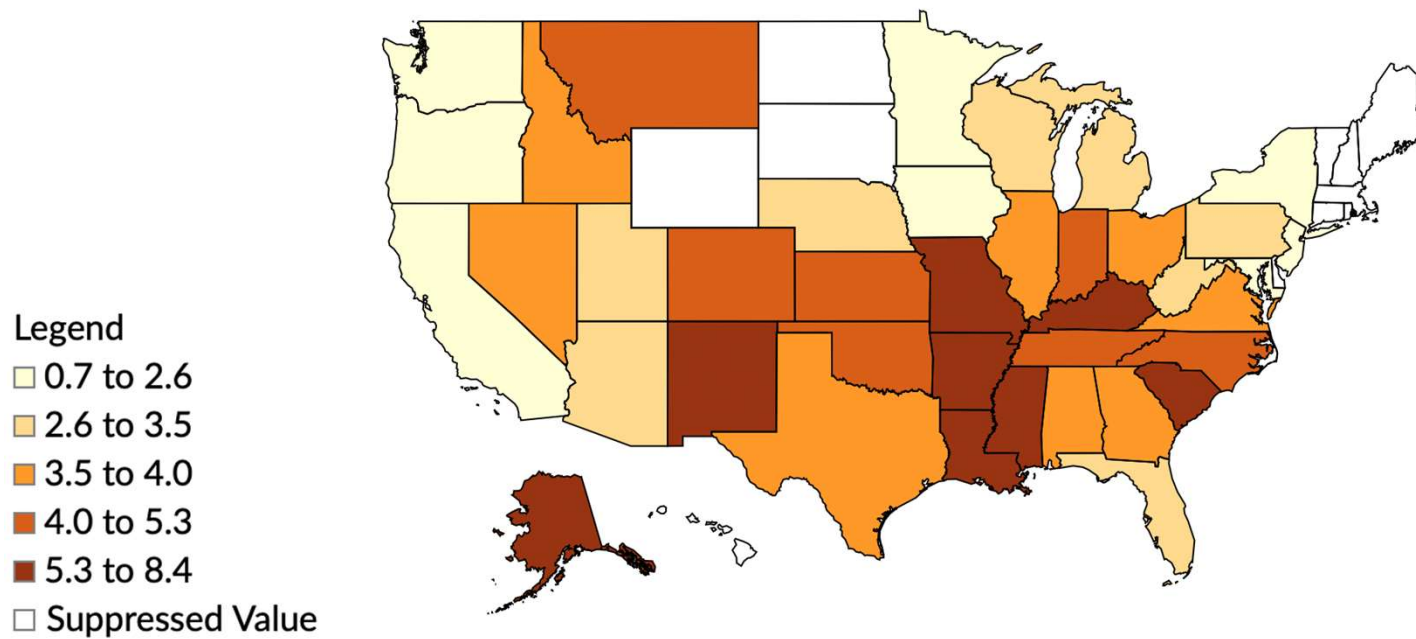 Legend
0.7 to 2.6
2.6 to 3.5
3.5 to 4.0
4.0 to 5.3
5.3 to 8.4
Suppressed Value